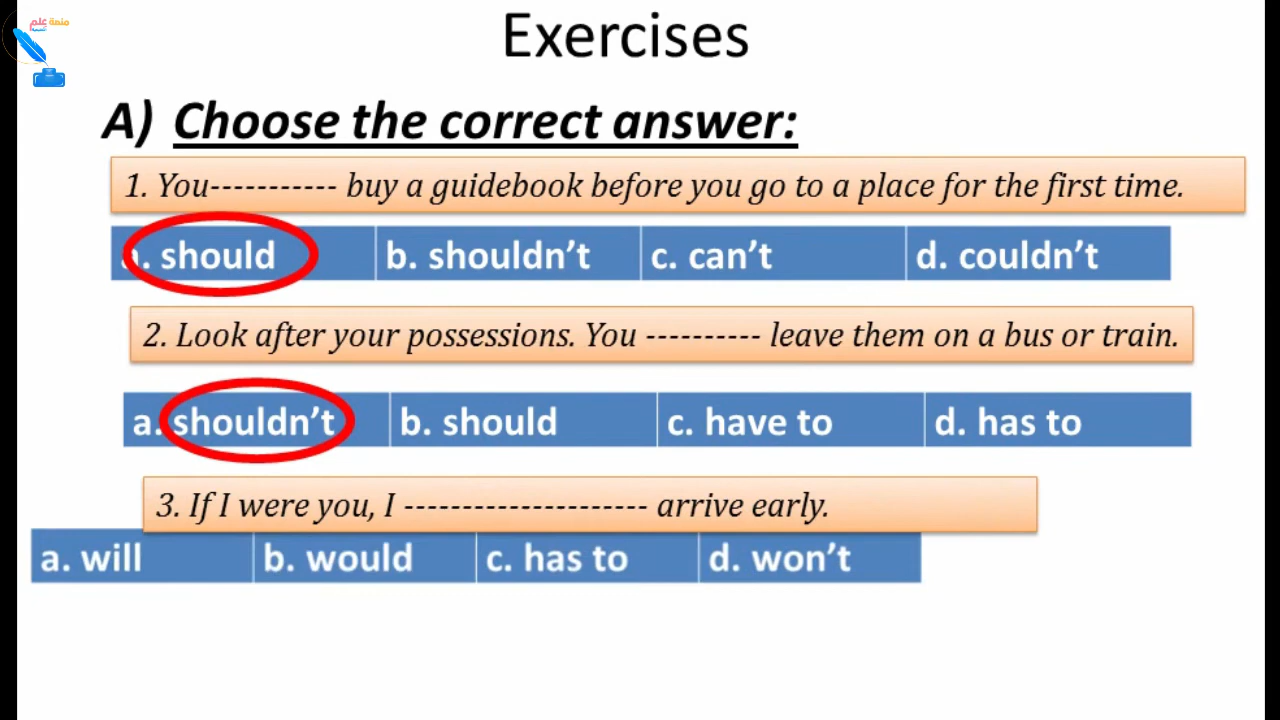 منصة علم
Exercises
A) Choose the correct answer:
1. You----------- buy a guidebook before you go to a place for the first time.
a. should b. shouldn’t c. can’t d. couldn’t
2. Look after your possessions. You ---------- leave them on a bus or train.
a. shouldn’t b. should c. have to d. has to
3. If I were you, I --------------------- arrive early.
a. will b. would c. has to d. won’t